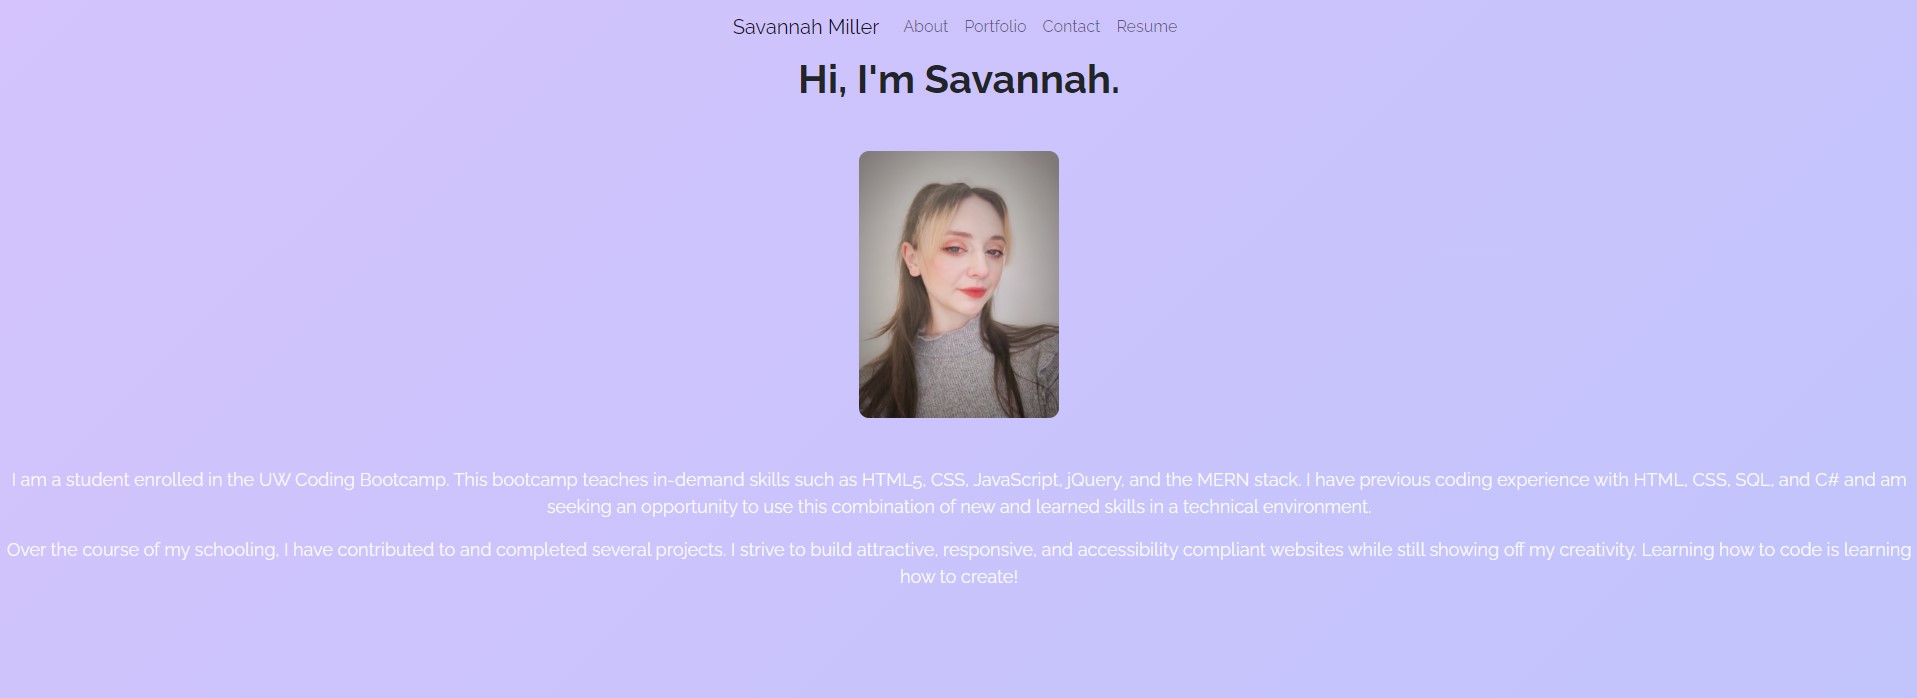 Savannah Miller About Portfolio Contact Resume
Hi, I'm Savannah.
I am a student enrolled in the UW Coding Bootcamp. This bootcamp teaches in-demand skills such as HTML5, CSS, JavaScript, jQuery, and the MERN stack. I have previous coding experience with HTML, CSS, SQL, and C# and am
seeking an opportunity to use this combination of new and learned skills in a technical environment.
Over the course of my schooling, I have contributed to and completed several projects. I strive to build attractive, responsive, and accessibility compliant websites while still showing off my creativity. Learning how to code is learning
how to create!